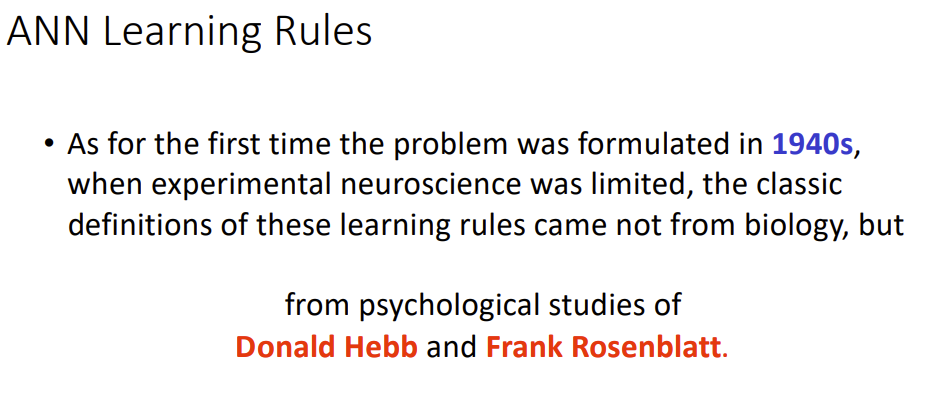 ANN Learning Rules
• As for the first time the problem was formulated in 1940s,
when experimental neuroscience was limited, the classic
definitions of these learning rules came not from biology, but
from psychological studies of
Donald Hebb and Frank Rosenblatt.